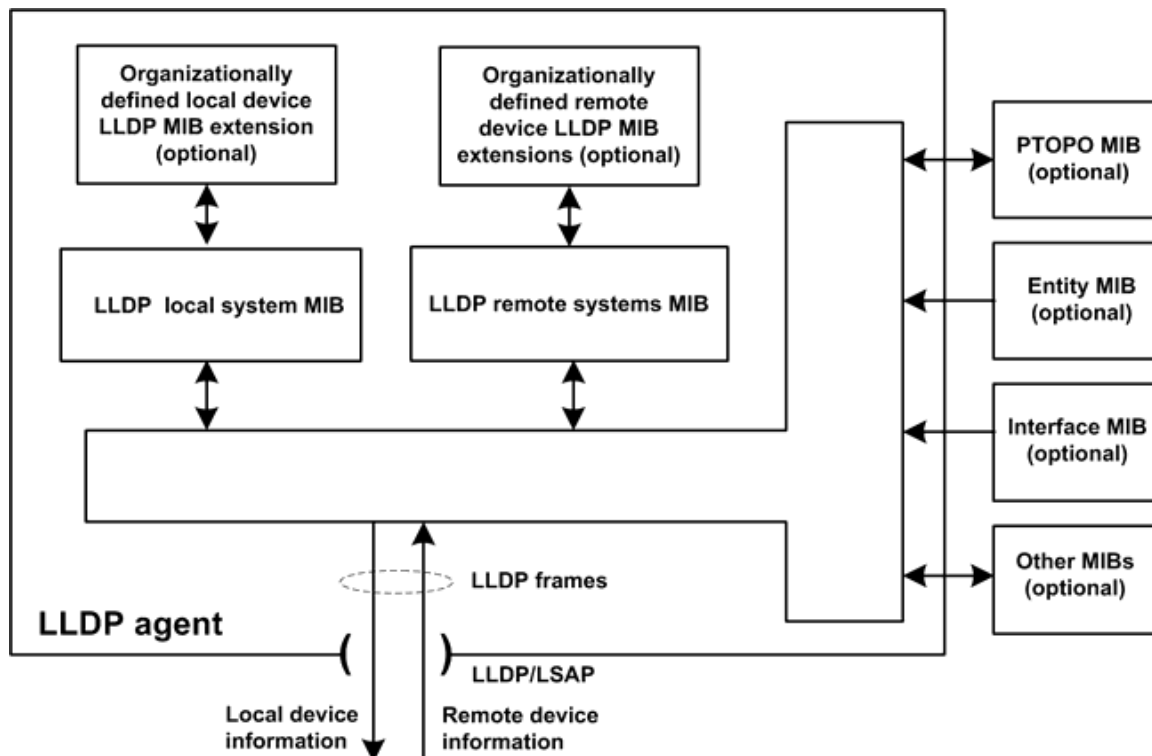 Organizationally
defined local device
LLDP MIB extension
(optional)
Organizationally
defined remote
device LLDP MIB
extensions (optional)
PTOPO MIB
(optional)
LLDP  local system MIB
LLDP remote systems MIB
Entity MIB
(optional)
Interface MIB
(optional)
Other MIBs
(optional)
LLDP frames
LLDP agent
LLDP/LSAP
Local device
information
Remote device
information